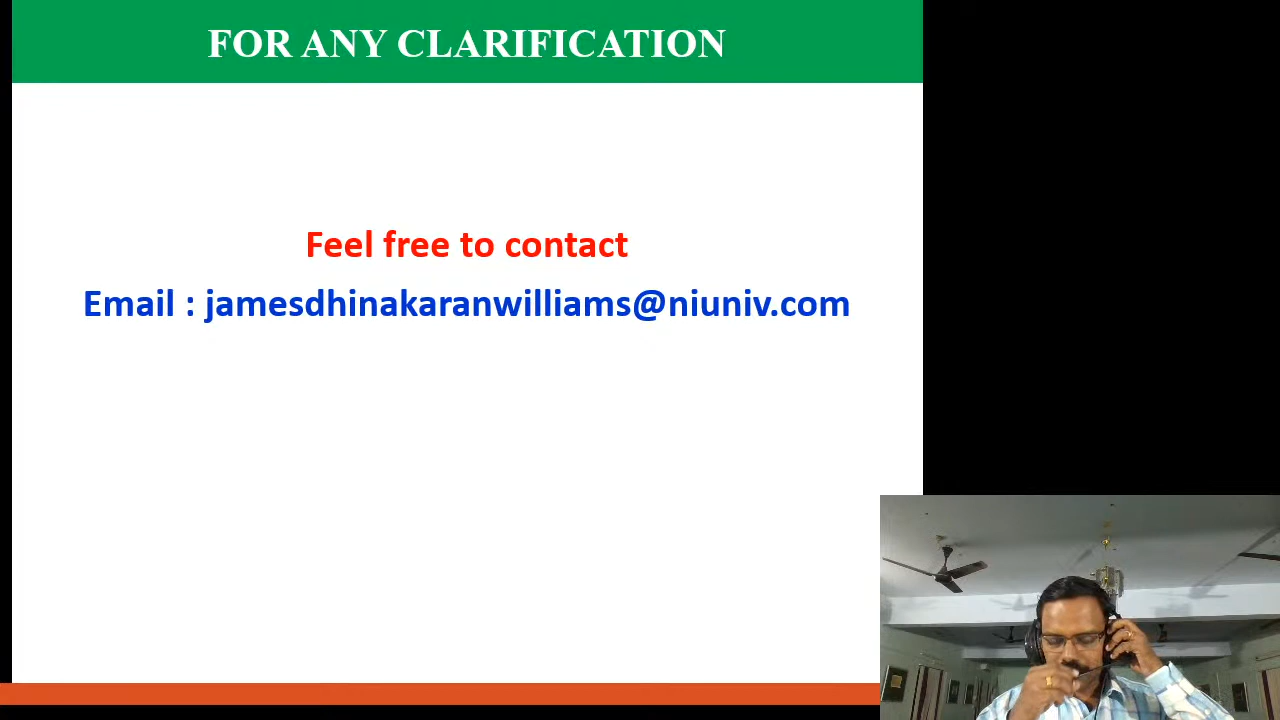 FOR ANY CLARIFICATION
Feel free to contact
Email : jamesdhinakaranwilliams@niuniv.com